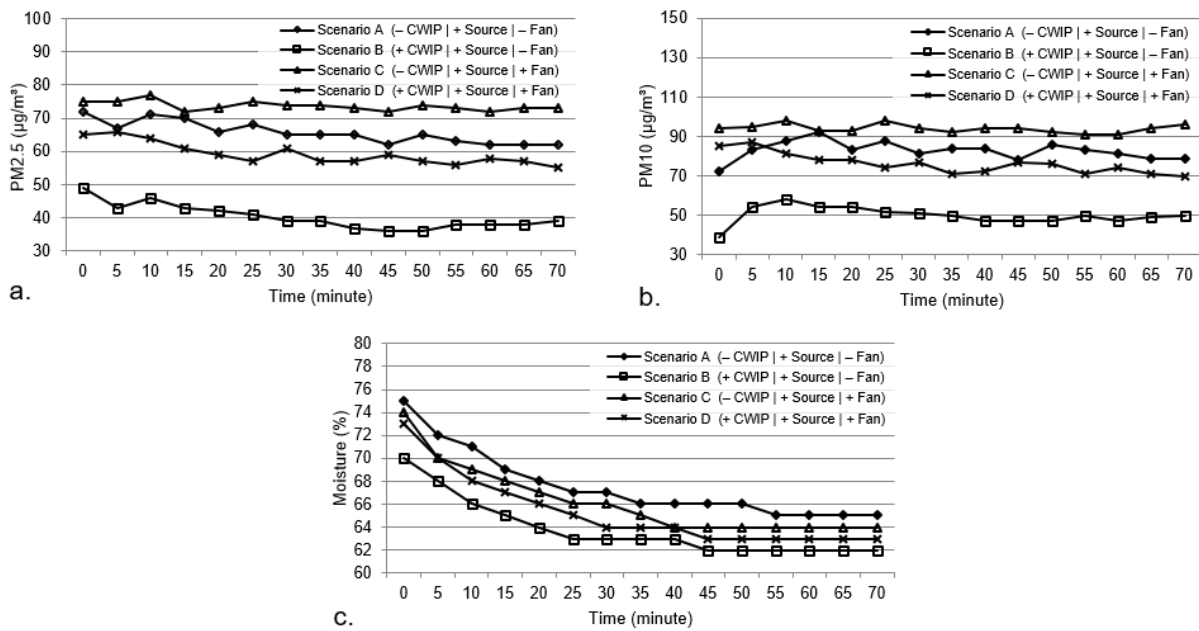 100
90
80
70
60
50
40
30
PM2.5 (µg/m³)
Scenario A (– CWIP | + Source | – Fan)
Scenario B (+ CWIP | + Source | – Fan)
Scenario C (– CWIP | + Source | + Fan)
Scenario D (+ CWIP | + Source | + Fan)
0 5 10 15 20 25 30 35 40 45 50 55 60 65 70
Time (minute)
a.
150
130
110
90
70
50
30
PM10 (µg/m³)
Scenario A (– CWIP | + Source | – Fan)
Scenario B (+ CWIP | + Source | – Fan)
Scenario C (– CWIP | + Source | + Fan)
Scenario D (+ CWIP | + Source | + Fan)
0 5 10 15 20 25 30 35 40 45 50 55 60 65 70
Time (minute)
b.
80
78
76
74
72
70
68
66
64
62
60
Moisture (%)
Scenario A (– CWIP | + Source | – Fan)
Scenario B (+ CWIP | + Source | – Fan)
Scenario C (– CWIP | + Source | + Fan)
Scenario D (+ CWIP | + Source | + Fan)
0 5 10 15 20 25 30 35 40 45 50 55 60 65 70
Time (minute)
c.